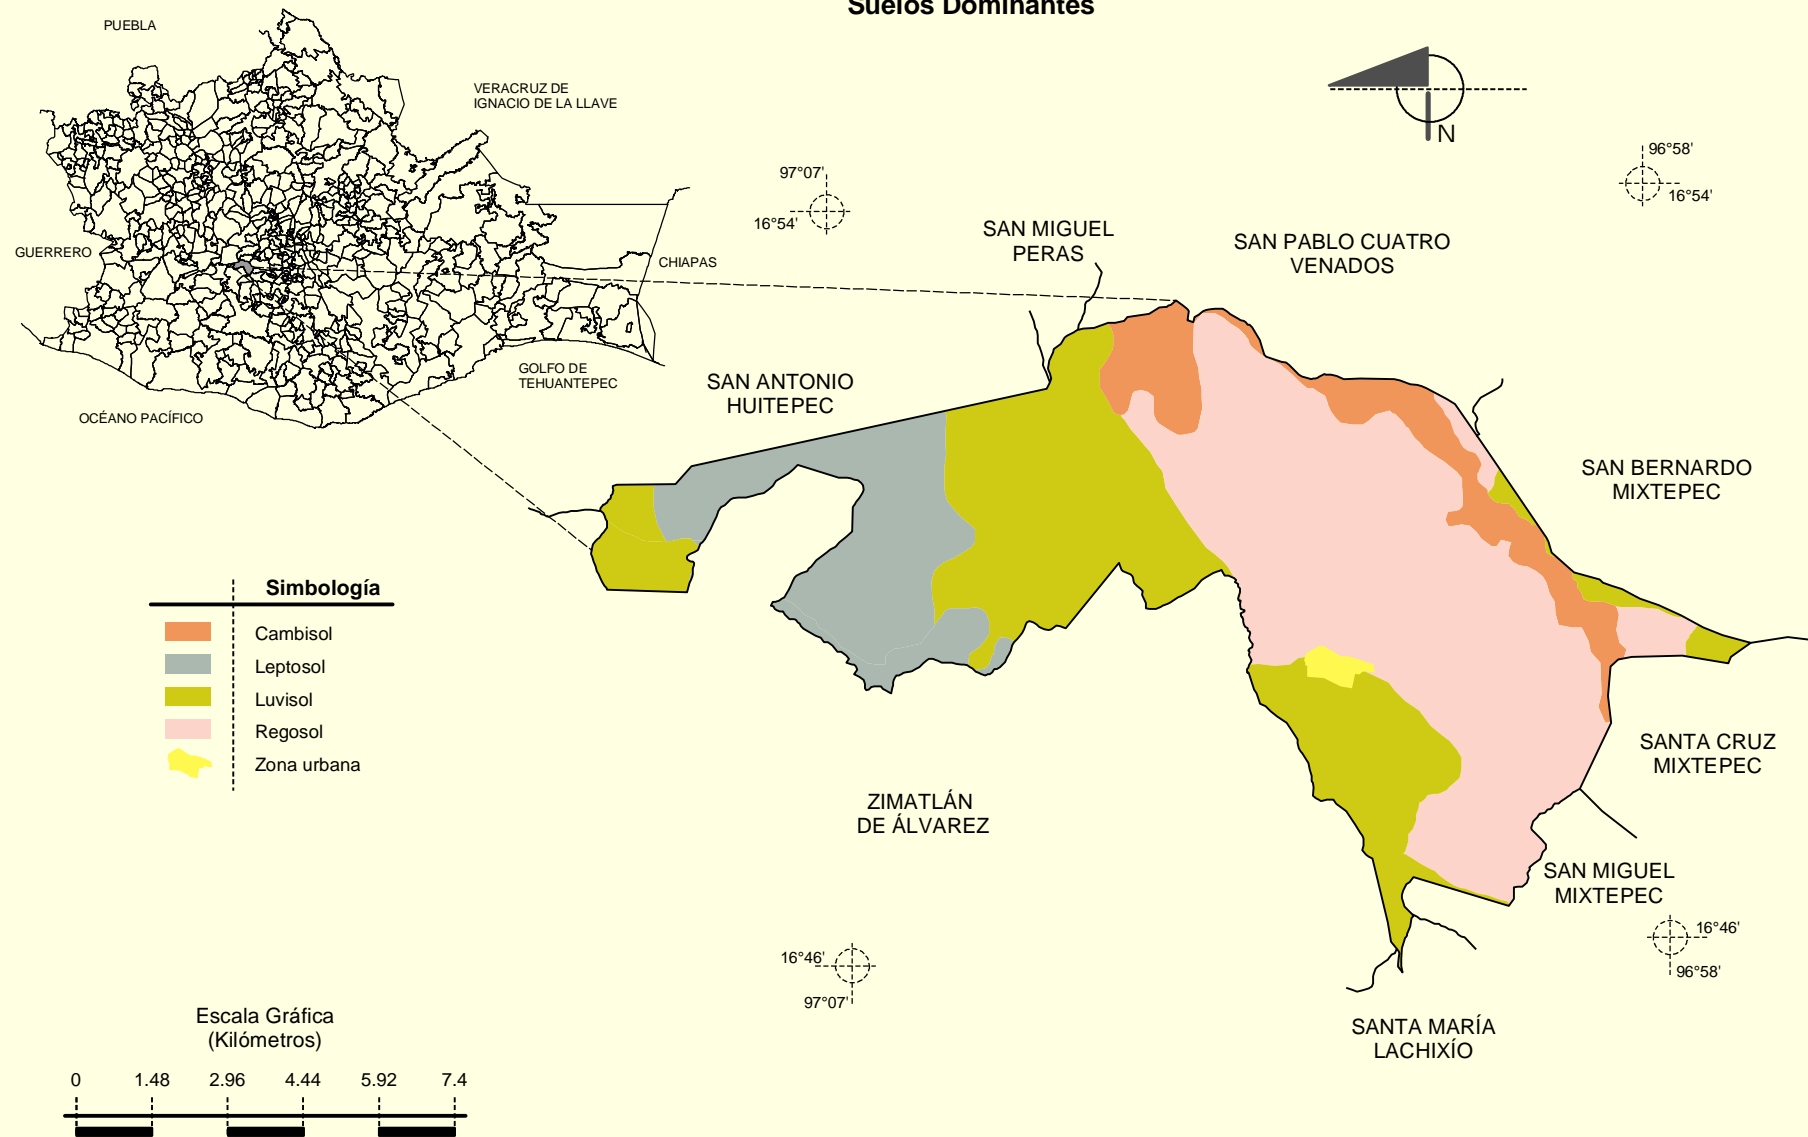 Suelos Dominantes
PUEBLA
VERACRUZ DE
IGNACIO DE LA LLAVE
GUERRERO
CHIAPAS
GOLFO DE
TEHUANTEPEC
OCÉANO PACÍFICO
N
97°07'
16°54'
96°58'
16°54'
SAN MIGUEL
PERAS
SAN PABLO CUATRO
VENADOS
SAN ANTONIO
HUITEPEC
SAN BERNARDO
MIXTEPEC
Simbología
Cambisol
Leptosol
Luvisol
Regosol
Zona urbana
ZIMATLÁN
DE ÁLVAREZ
SANTA CRUZ
MIXTEPEC
SAN MIGUEL
MIXTEPEC
16°46'
97°07'
16°46'
96°58'
SANTA MARÍA
LACHIXÍO
Escala Gráfica
(Kilómetros)
0 1.48 2.96 4.44 5.92 7.4